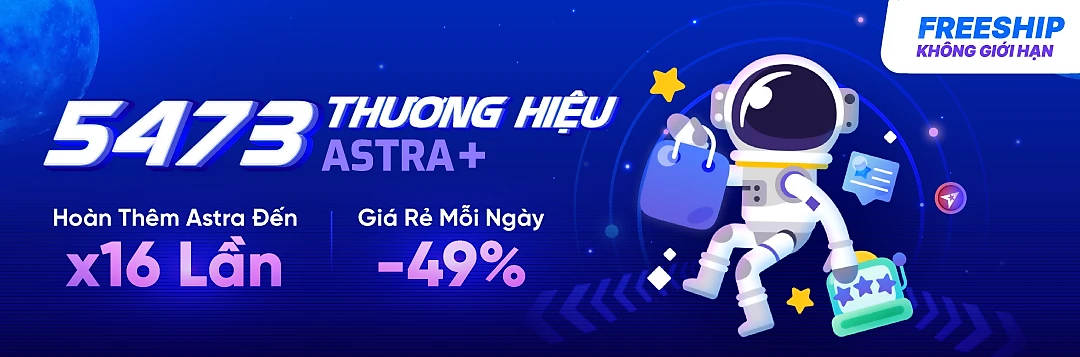 FREESHIP
KHÔNG GIỚI HẠN
5473 THƯƠNG HIỆU
ASTRA+
Hoàn Thêm Astra Đến
x16 Lần
Giá Rẻ Mỗi Ngày
-49%